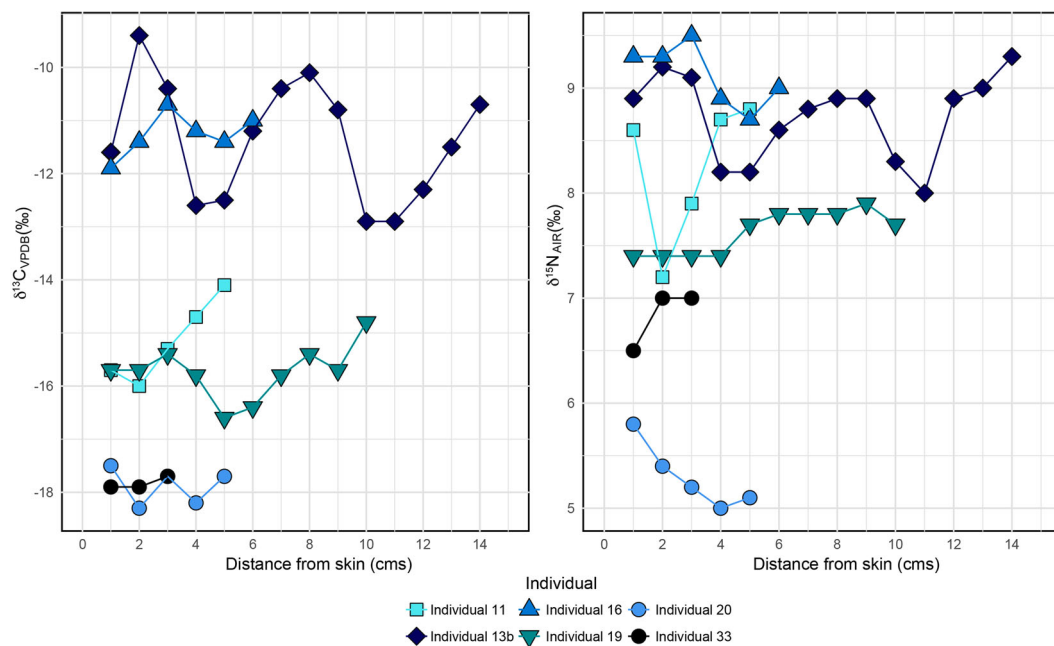 -10
-12
-14
-16
-18
δ¹³C_VPDB(‰)
0 2 4 6 8 10 12 14
Distance from skin (cms)
9
8
7
6
5
δ¹⁵N_AIR(‰)
0 2 4 6 8 10 12 14
Distance from skin (cms)
Individual
Individual 11 Individual 16 Individual 20
Individual 13b Individual 19 Individual 33